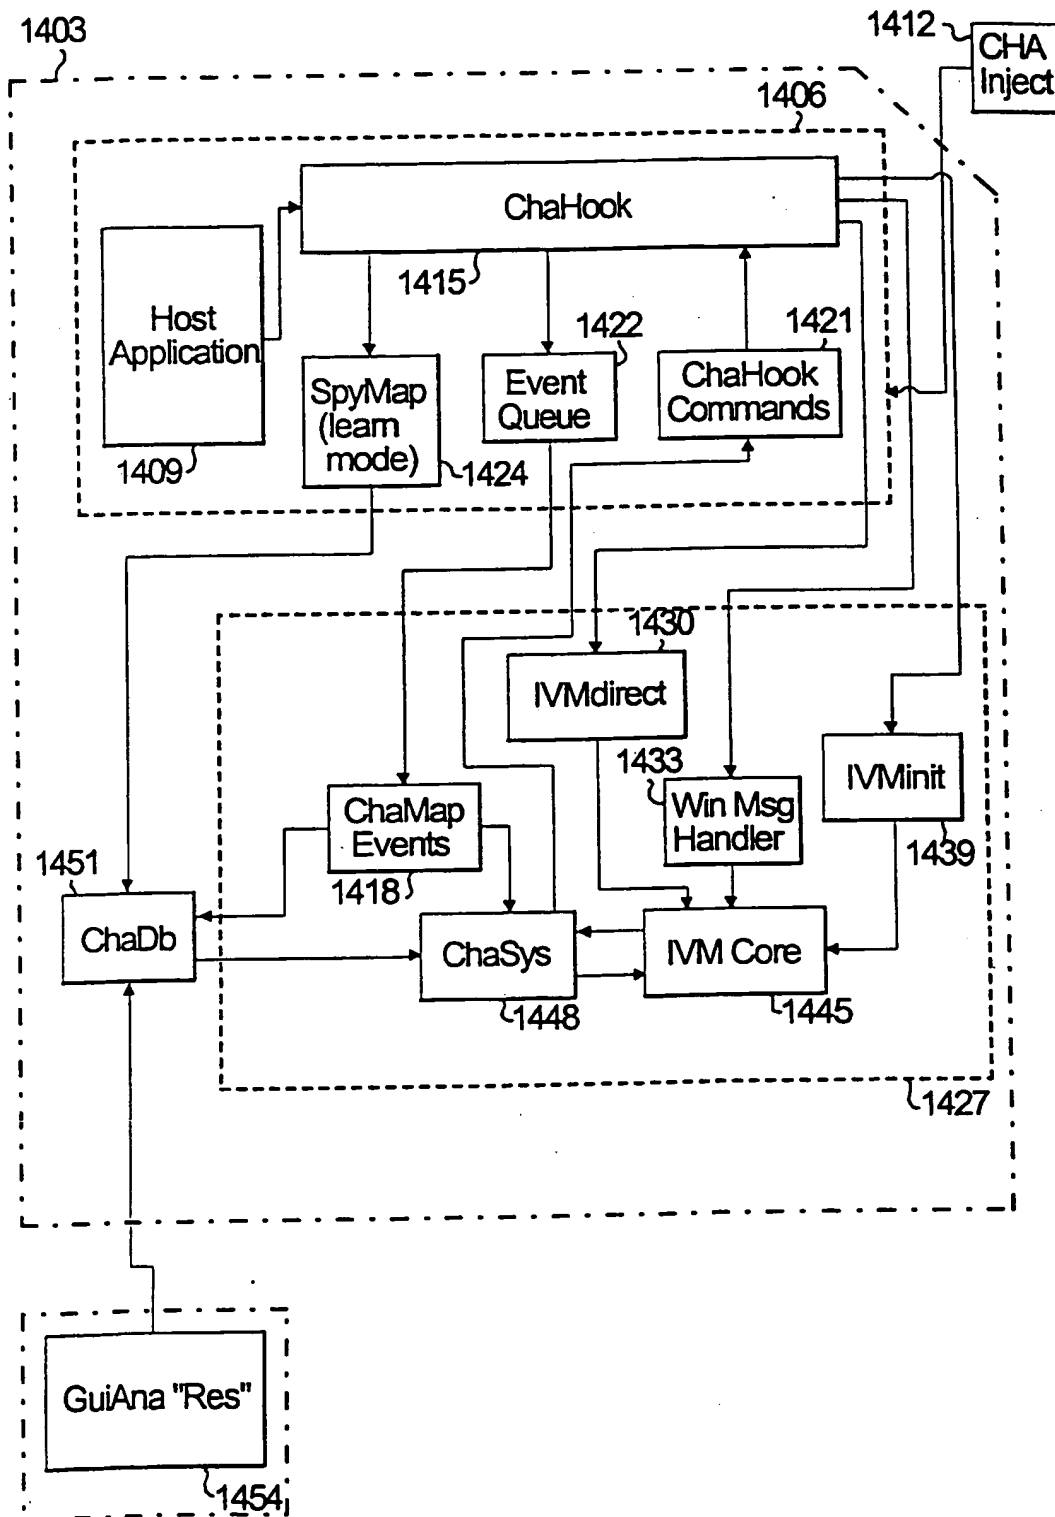 1403
1412
CHA
Inject
1406
ChaHook
1415
Host
Application
1409
SpyMap
(learn
mode)
1424
1422
Event
Queue
1421
ChaHook
Commands
1430
IVMdirect
1433
Win Msg
Handler
IVMinit
1439
ChaMap
Events
1418
1451
ChaDb
ChaSys
1448
IVM Core
1445
1427
GuiAna "Res"
1454